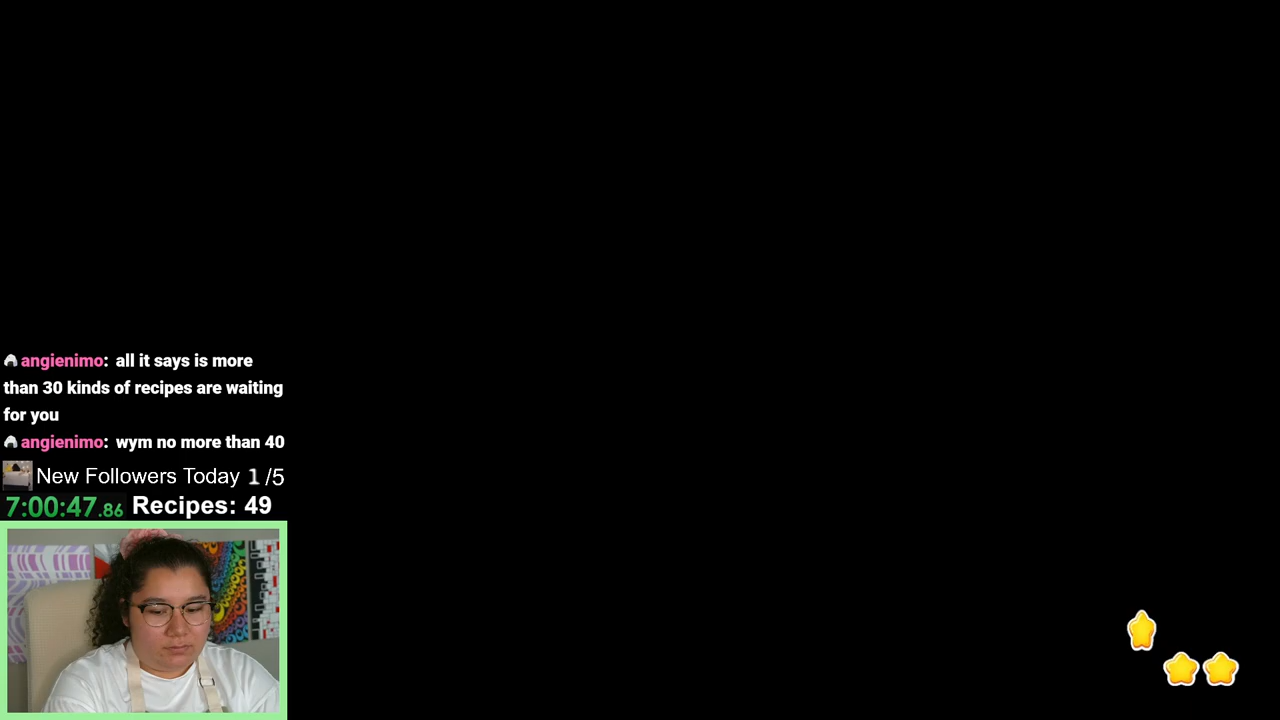 angienimo: all it says is more
than 30 kinds of recipes are waiting
for you
angienimo: wym no more than 40
New Followers Today 1 /5
7:00:47.86 Recipes: 49